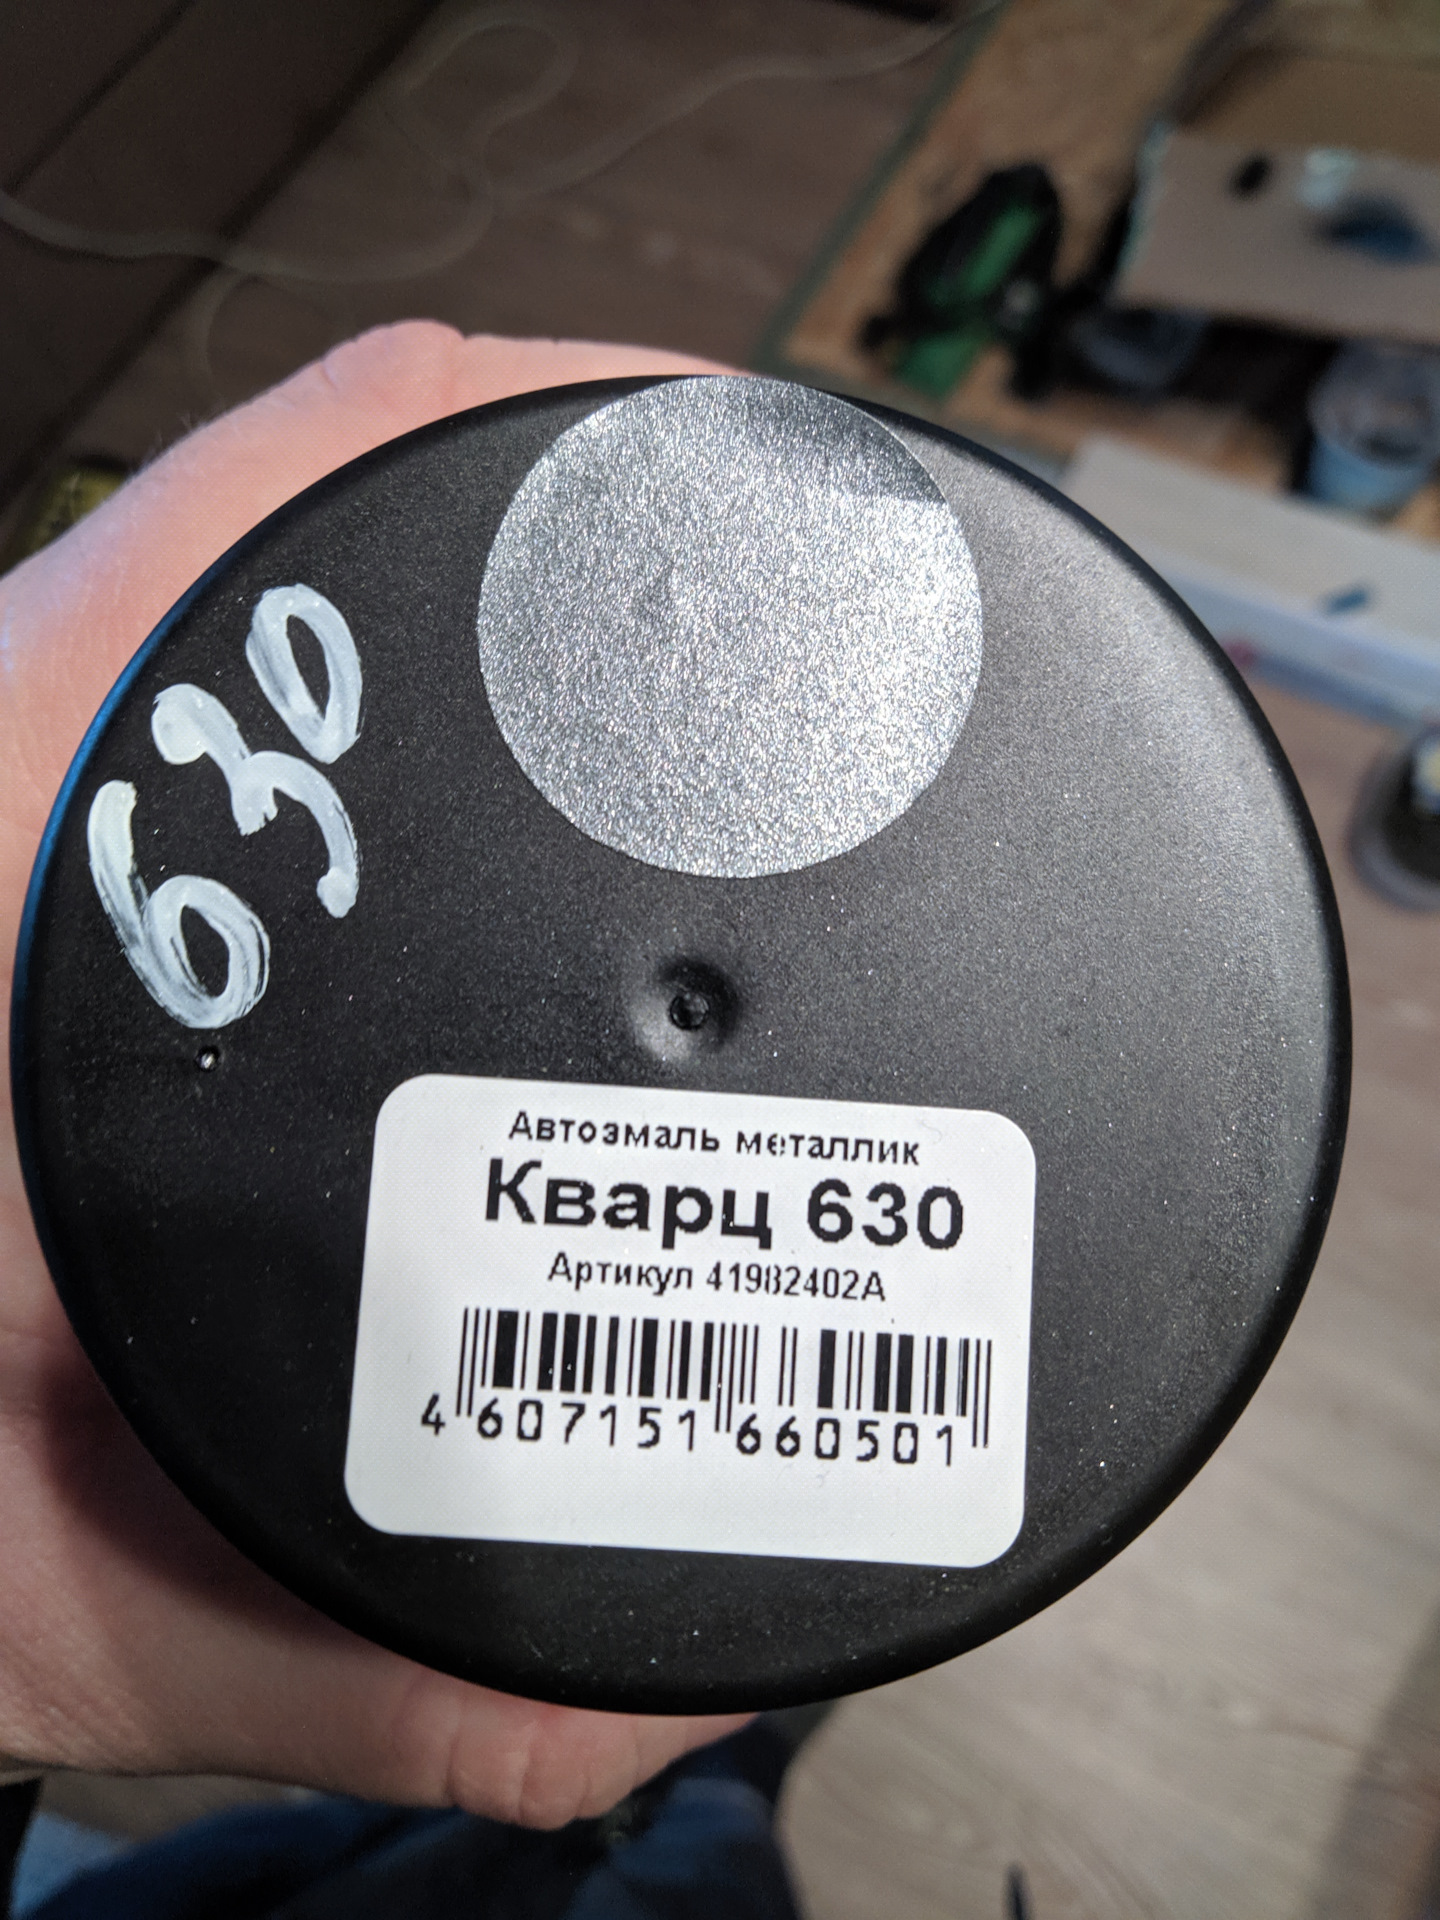 630
Автоэмаль металлик
Кварц 630
Артикул 41982402А
4 607151 660501